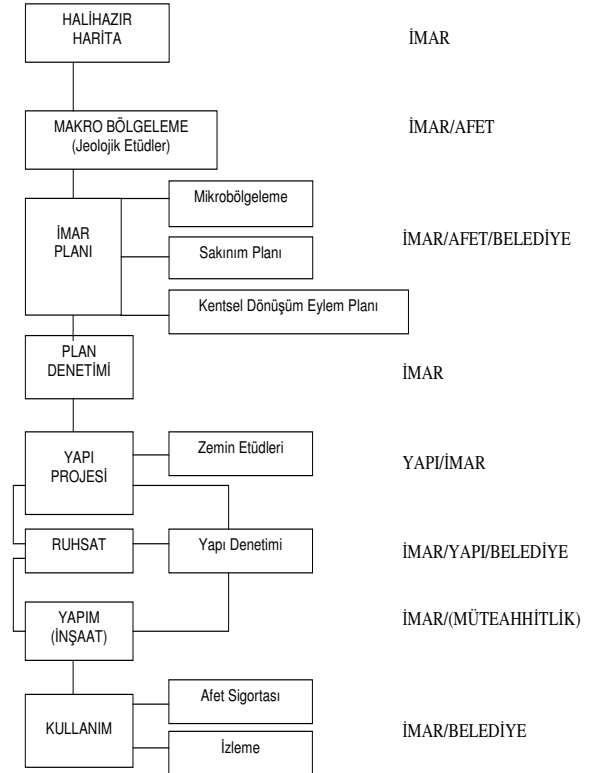 HALİHAZIR
HARİTA
İMAR
MAKRO BÖLGELEME
(Jeolojik Etüdler)
İMAR/AFET
Mikrobölgeleme
İMAR
PLANI
Sakınım Planı
İMAR/AFET/BELEDİYE
Kentsel Dönüşüm Eylem Planı
PLAN
DENETİMİ
İMAR
YAPI
PROJESİ
Zemin Etüdleri
YAPI/İMAR
RUHSAT
Yapı Denetimi
İMAR/YAPI/BELEDİYE
YAPIM
(İNŞAAT)
İMAR/(MÜTEAHHİTLİK)
Afet Sigortası
KULLANIM
İMAR/BELEDİYE
İzleme